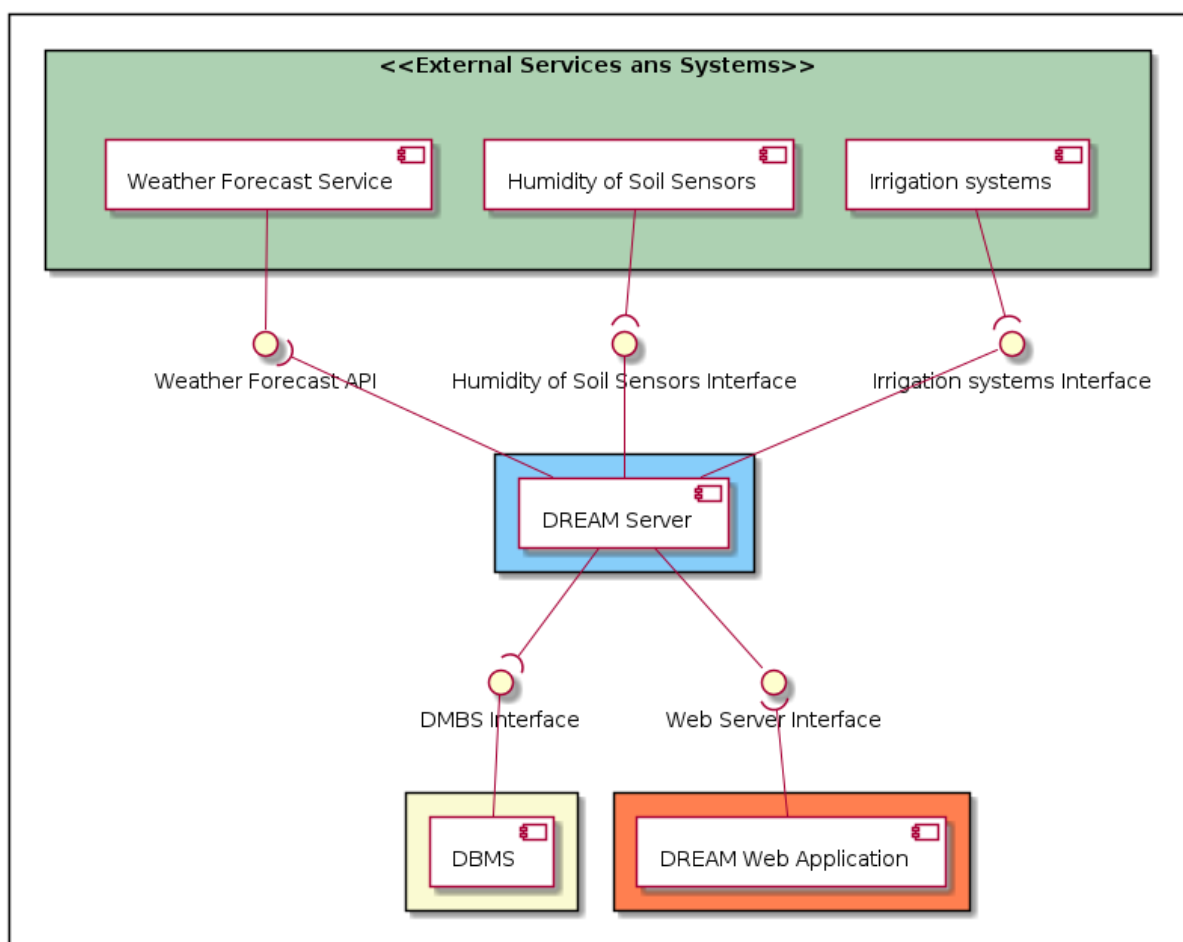 <<External Services ans Systems>>
Weather Forecast Service
Humidity of Soil Sensors
Irrigation systems
Weather Forecast API
Humidity of Soil Sensors Interface
Irrigation systems Interface
DREAM Server
DMBS Interface
Web Server Interface
DBMS
DREAM Web Application